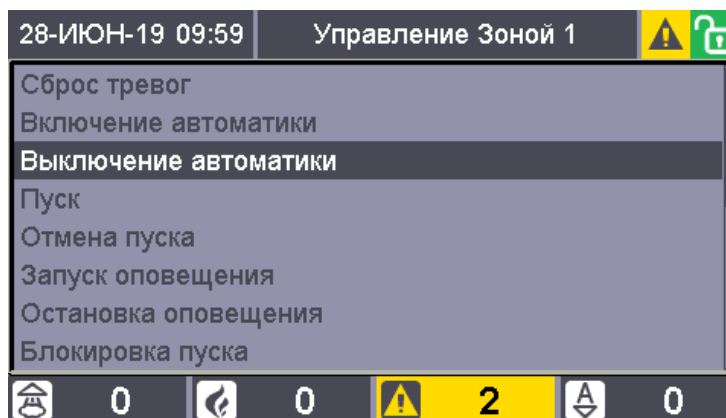 28-ИЮН-19 09:59 Управление Зоной 1
Сброс тревог
Включение автоматики
Выключение автоматики
Пуск
Отмена пуска
Запуск оповещения
Остановка оповещения
Блокировка пуска
0 0 2 A 0